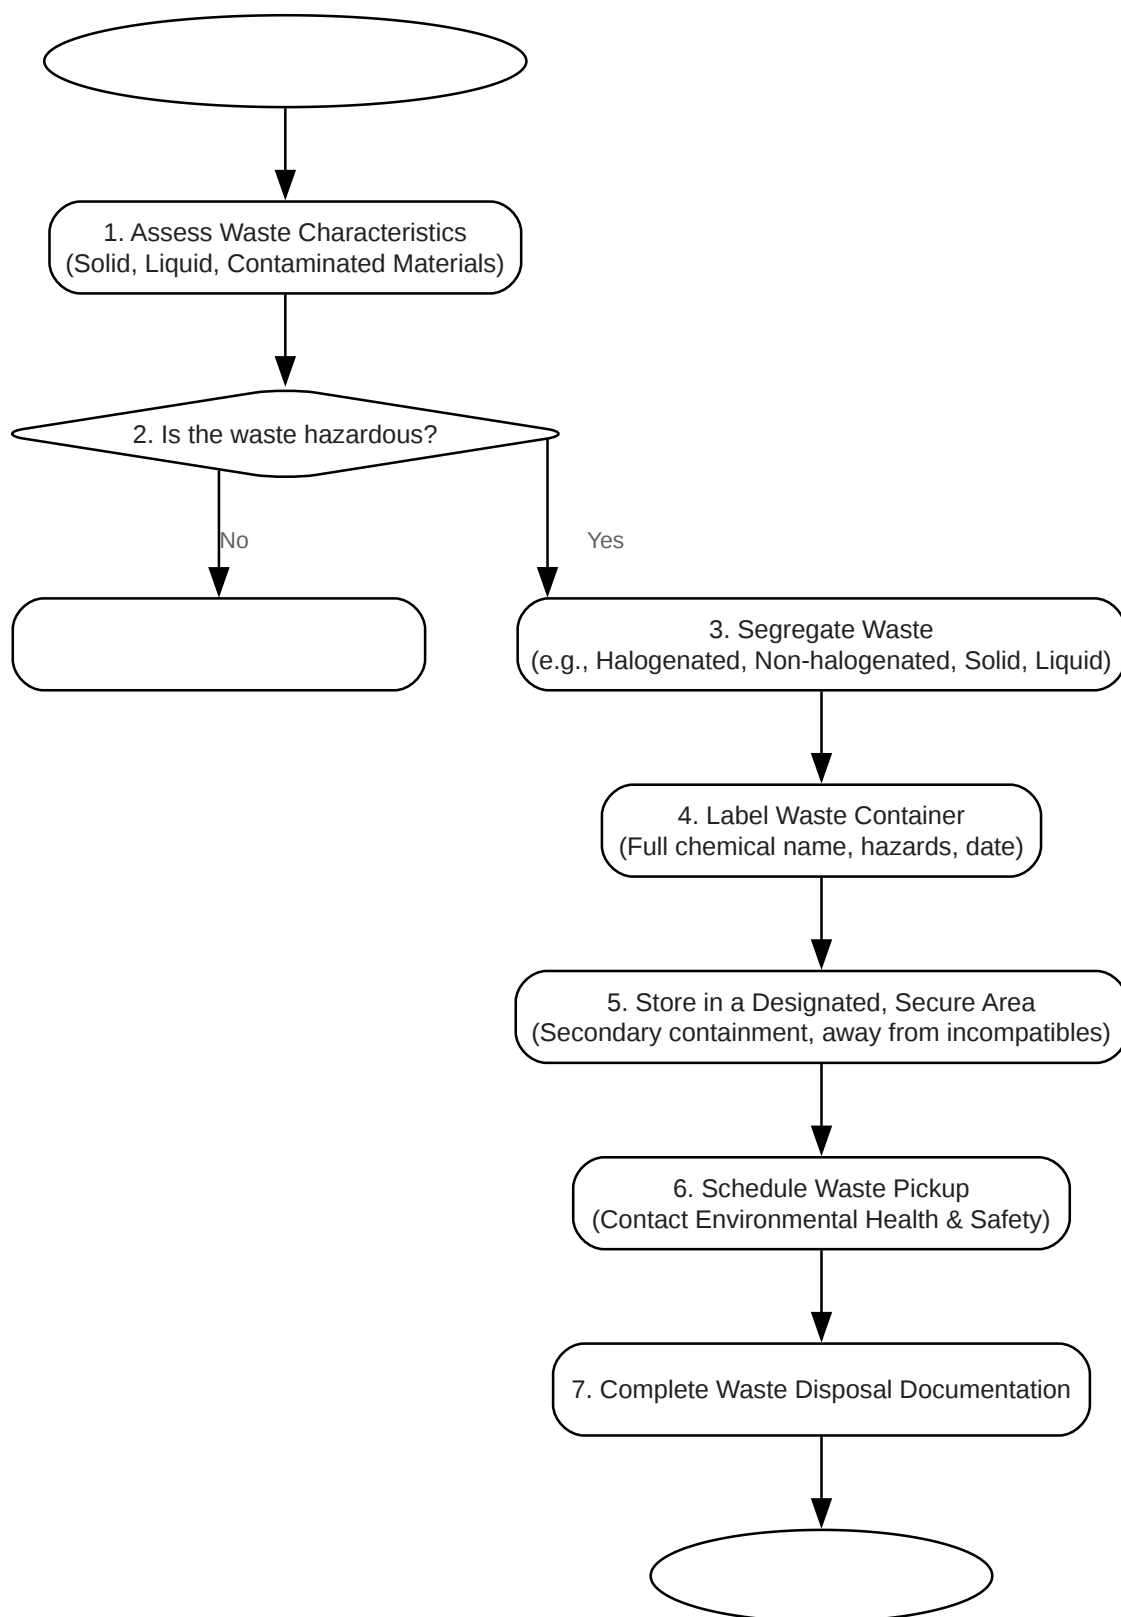 1. Assess Waste Characteristics
(Solid, Liquid, Contaminated Materials)
2. Is the waste hazardous?
No
Yes
3. Segregate Waste
(e.g., Halogenated, Non-halogenated, Solid, Liquid)
4. Label Waste Container
(Full chemical name, hazards, date)
5. Store in a Designated, Secure Area
(Secondary containment, away from incompatibles)
6. Schedule Waste Pickup
(Contact Environmental Health & Safety)
7. Complete Waste Disposal Documentation